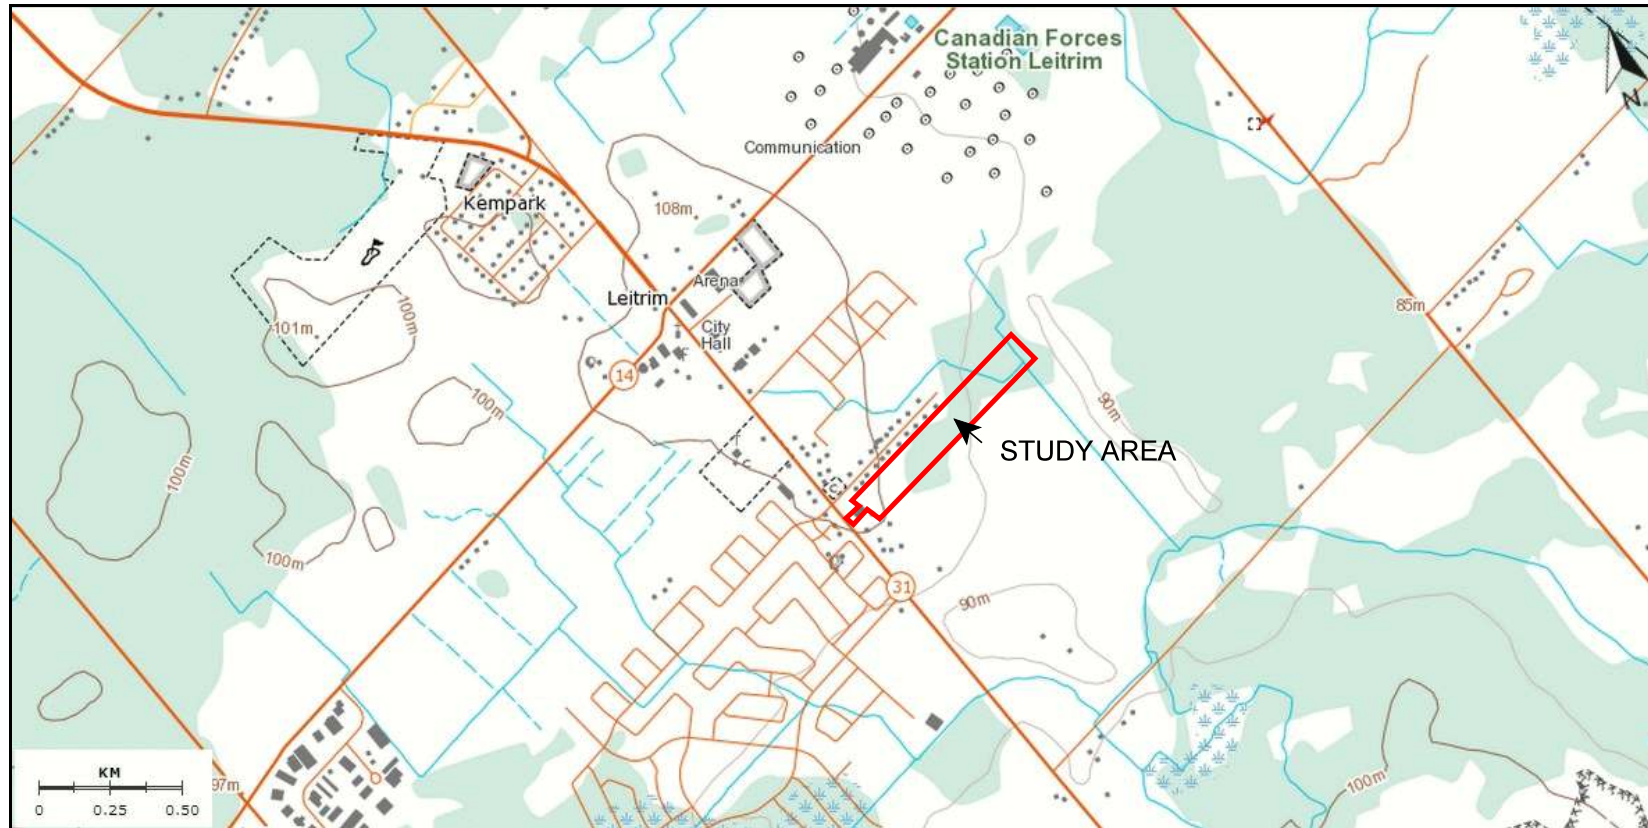 Canadian Forces
Station Leitrim
N
Communication
Kempark
108m
Arena
Leitrim
85m
City
Hall
101m
100m
14
90m
100m
STUDY AREA
100m
100m
31
90m
97m
100m
KM
0 0.25 0.50